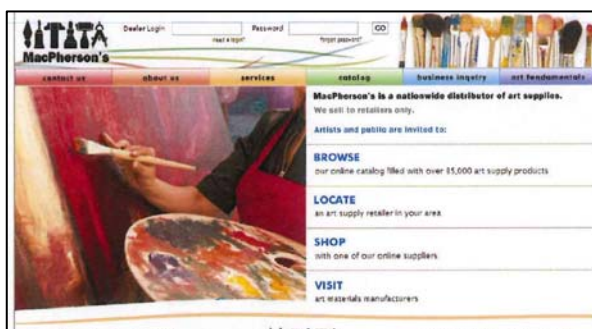 Dealer Login
Password
GO
need a login?
forgot password?
MacPherson's
contact us
about us
services
catalog
business inquiry
art fundamentals
MacPherson's is a nationwide distributor of art supplies.
We sell to retailers only.
Artists and public are invited to:
BROWSE
our online catalog filled with over 85,000 art supply products
LOCATE
an art supply retailer in your area
SHOP
with one of our online suppliers
VISIT
art materials manufacturers